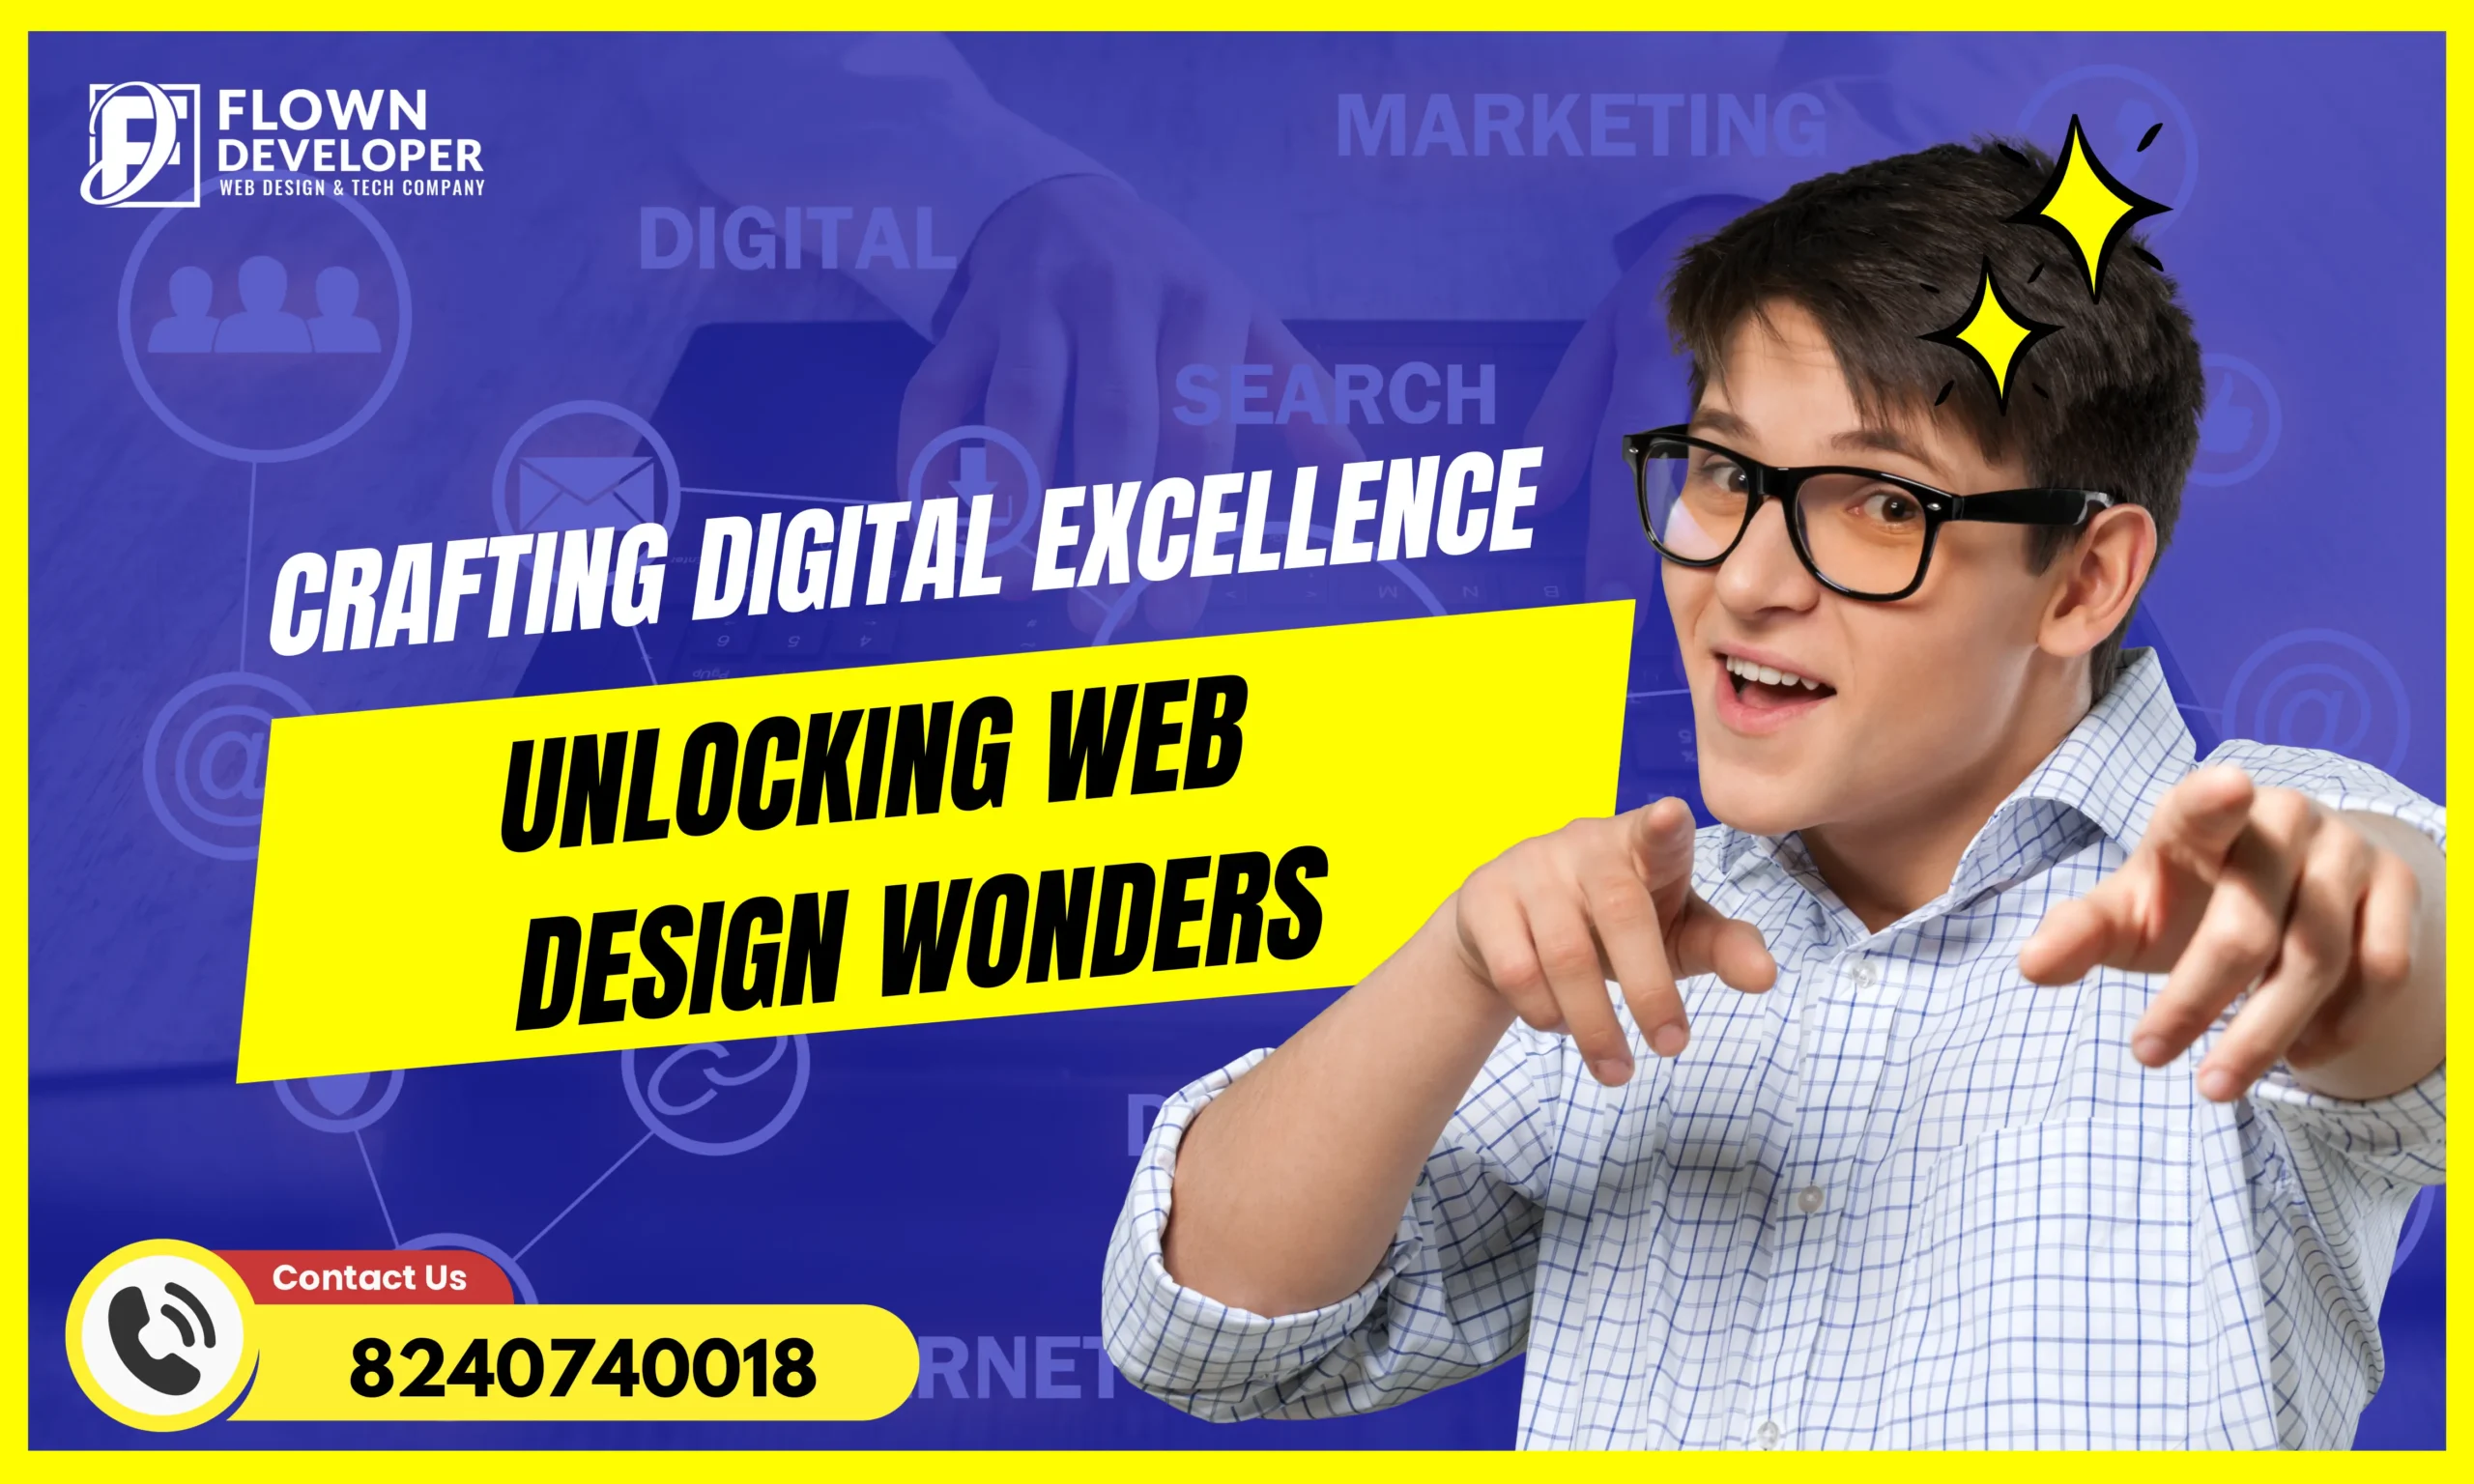 FLOWN
DEVELOPER
WEB DESIGN & TECH COMPANY
MARKETING
DIGITAL
SEARCH
CRAFTING DIGITAL EXCELLENCE
UNLOCKING WEB
DESIGN WONDERS
Contact Us
8240740018
RNET